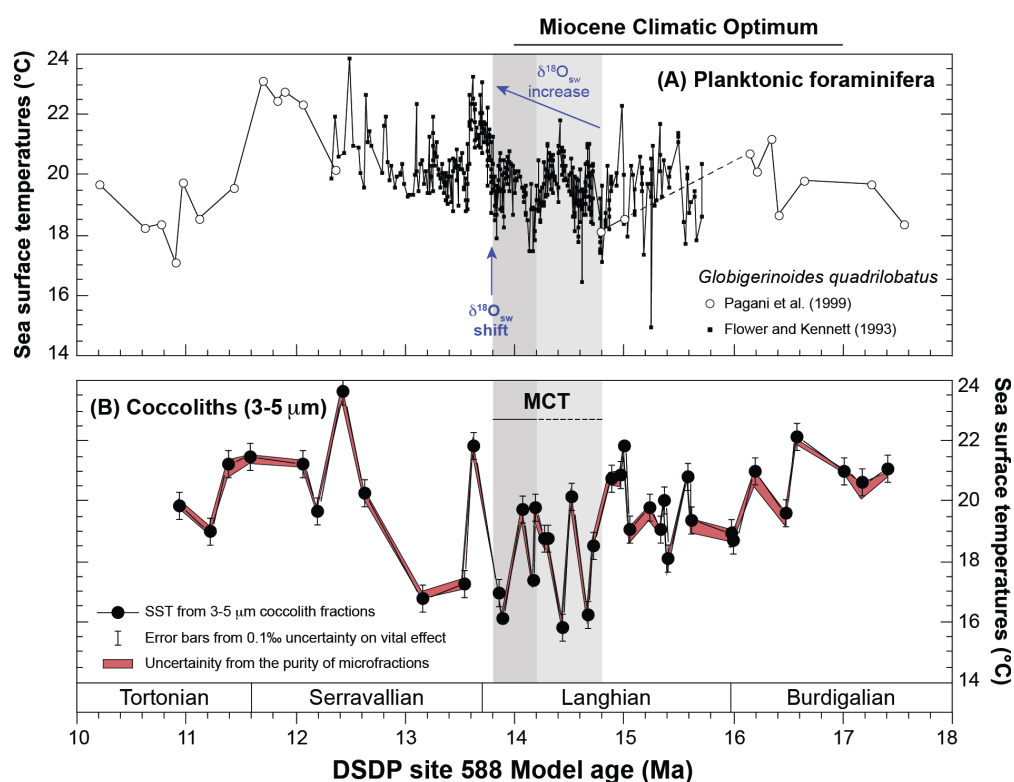 Miocene Climatic Optimum
(A) Planktonic foraminifera
Sea surface temperatures (°C)
24
22
20
18
16
14
δ18Osw
increase
δ18Osw
shift
Globigerinoides quadrilobatus
Pagani et al. (1999)
Flower and Kennett (1993)
(B) Coccoliths (3-5 μm)
MCT
Sea surface temperatures (°C)
24
22
20
18
16
14
SST from 3-5 μm coccolith fractions
Error bars from 0.1‰ uncertainty on vital effect
Uncertainity from the purity of microfractions
Tortonian Serravallian Langhian Burdigalian
10 11 12 13 14 15 16 17 18
DSDP site 588 Model age (Ma)